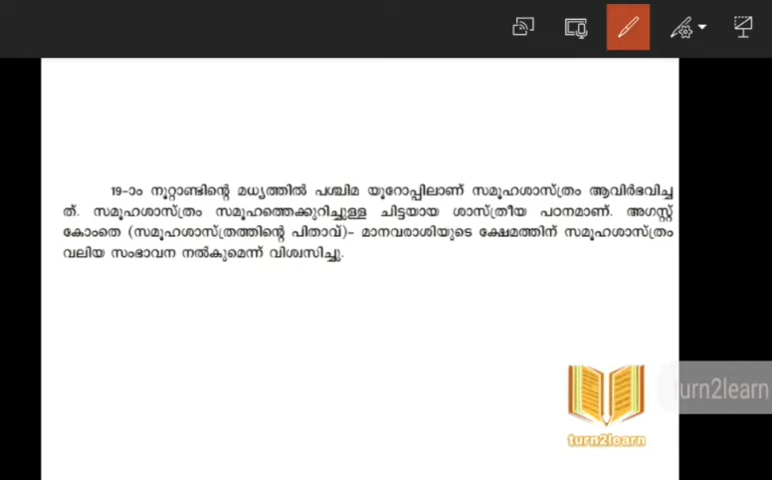 19-ാം നൂറ്റാണ്ടിന്റെ മധ്യത്തിൽ പശ്ചിമ യൂറോപ്പിലാണ് സമൂഹശാസ്ത്രം ആവിർഭവിച്ച
ത്. സമൂഹശാസ്ത്രം സമൂഹത്തെക്കുറിച്ചുള്ള ചിട്ടയായ ശാസ്ത്രീയ പഠനമാണ്. അഗസ്റ്റ്
കോംതെ (സമൂഹശാസ്ത്രത്തിന്റെ പിതാവ്)- മാനവരാശിയുടെ ക്ഷേമത്തിന് സമൂഹശാസ്ത്രം
വലിയ സംഭാവന നൽകുമെന്ന് വിശ്വസിച്ചു.
turn2learn
turn2learn